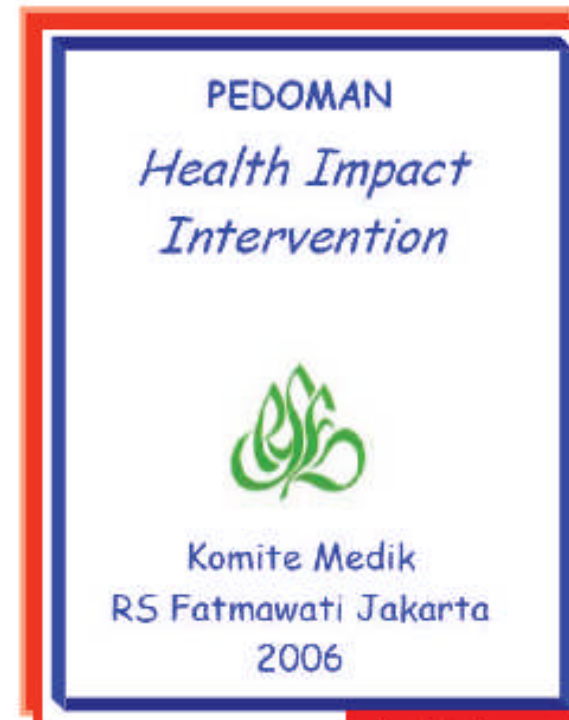 PEDOMAN
Health Impact
Intervention
Komite Medik
RS Fatmawati Jakarta
2006